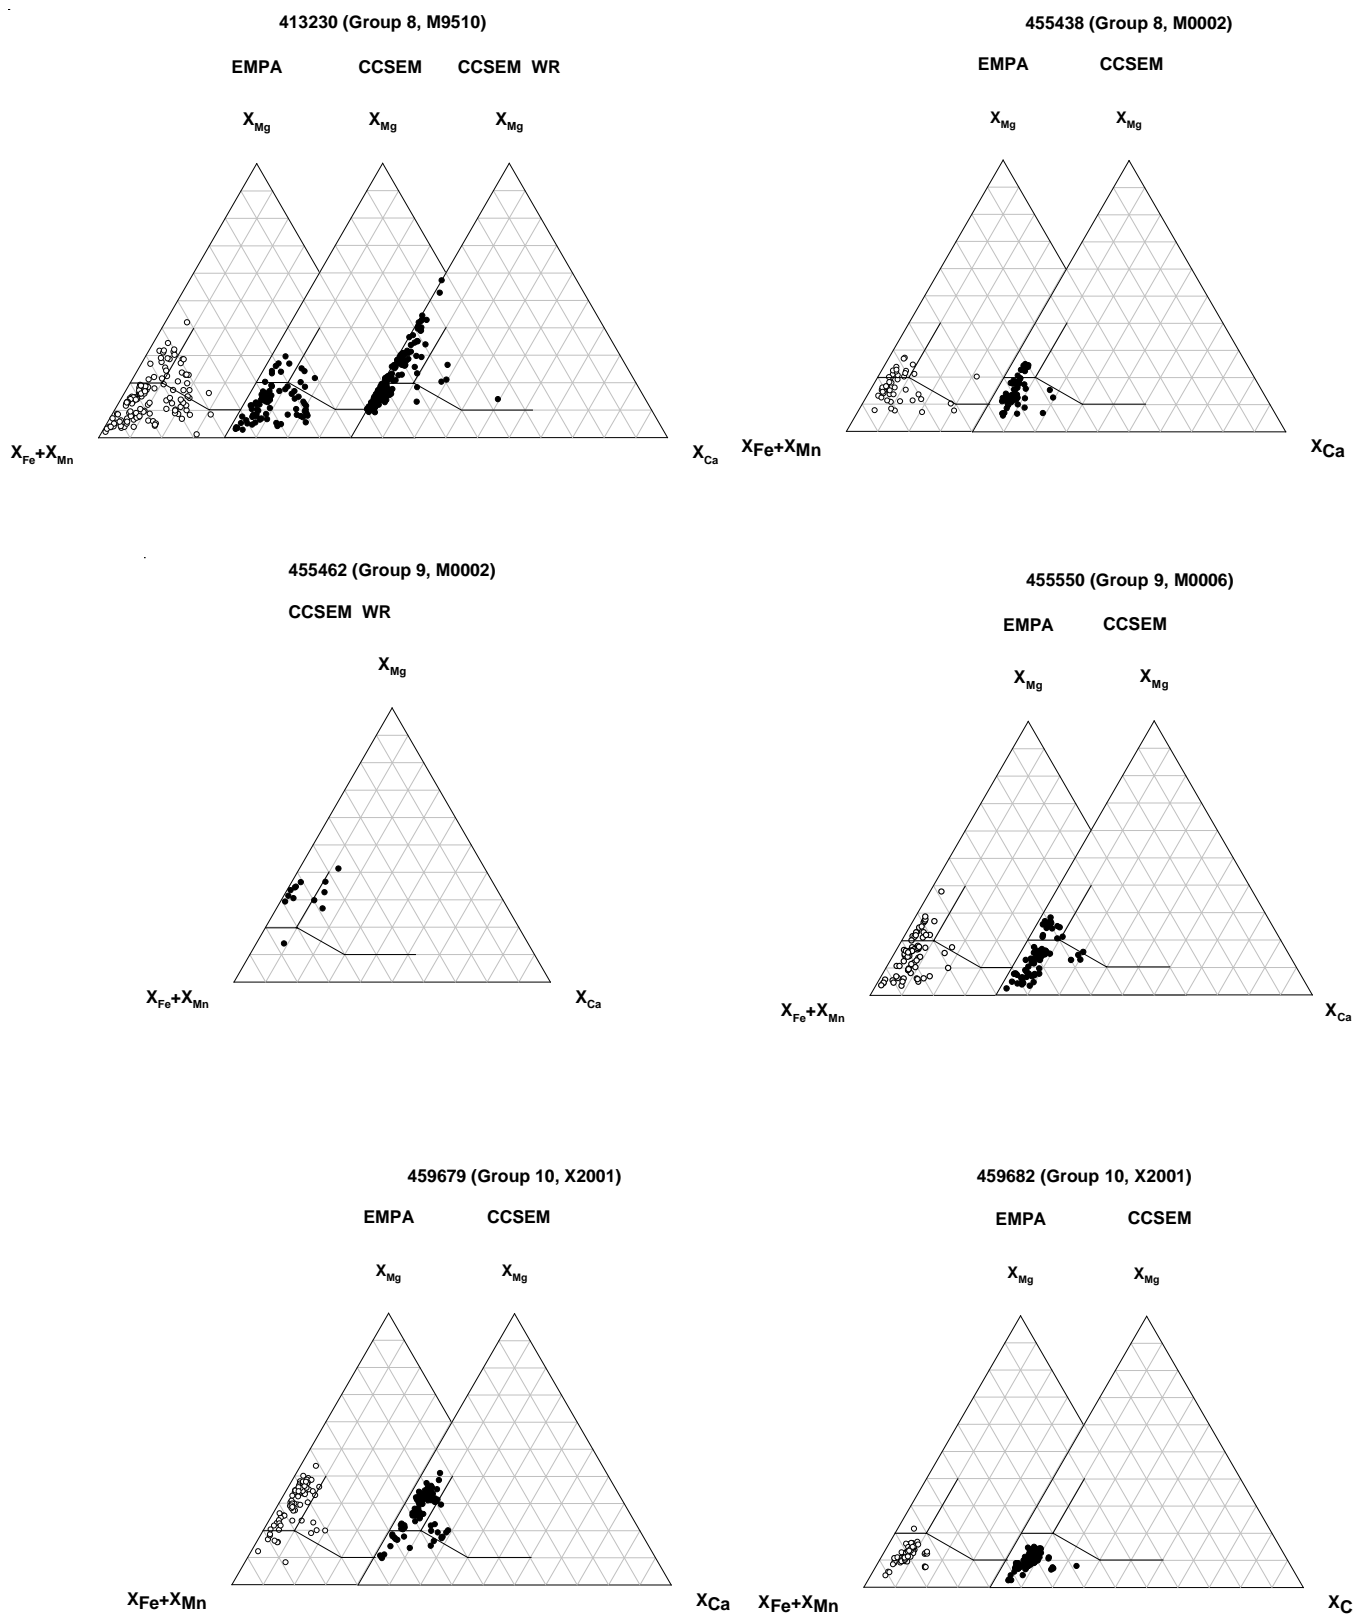 413230 (Group 8, M9510)
EMPA CCSEM CCSEM WR
XMg XMg XMg
XFe+XMn XCa
455438 (Group 8, M0002)
EMPA CCSEM
XMg XMg
XFe+XMn XCa
455462 (Group 9, M0002)
CCSEM WR
XMg
XFe+XMn XCa
455550 (Group 9, M0006)
EMPA CCSEM
XMg XMg
XFe+XMn XCa
459679 (Group 10, X2001)
EMPA CCSEM
XMg XMg
XFe+XMn XCa
459682 (Group 10, X2001)
EMPA CCSEM
XMg XMg
XFe+XMn XC